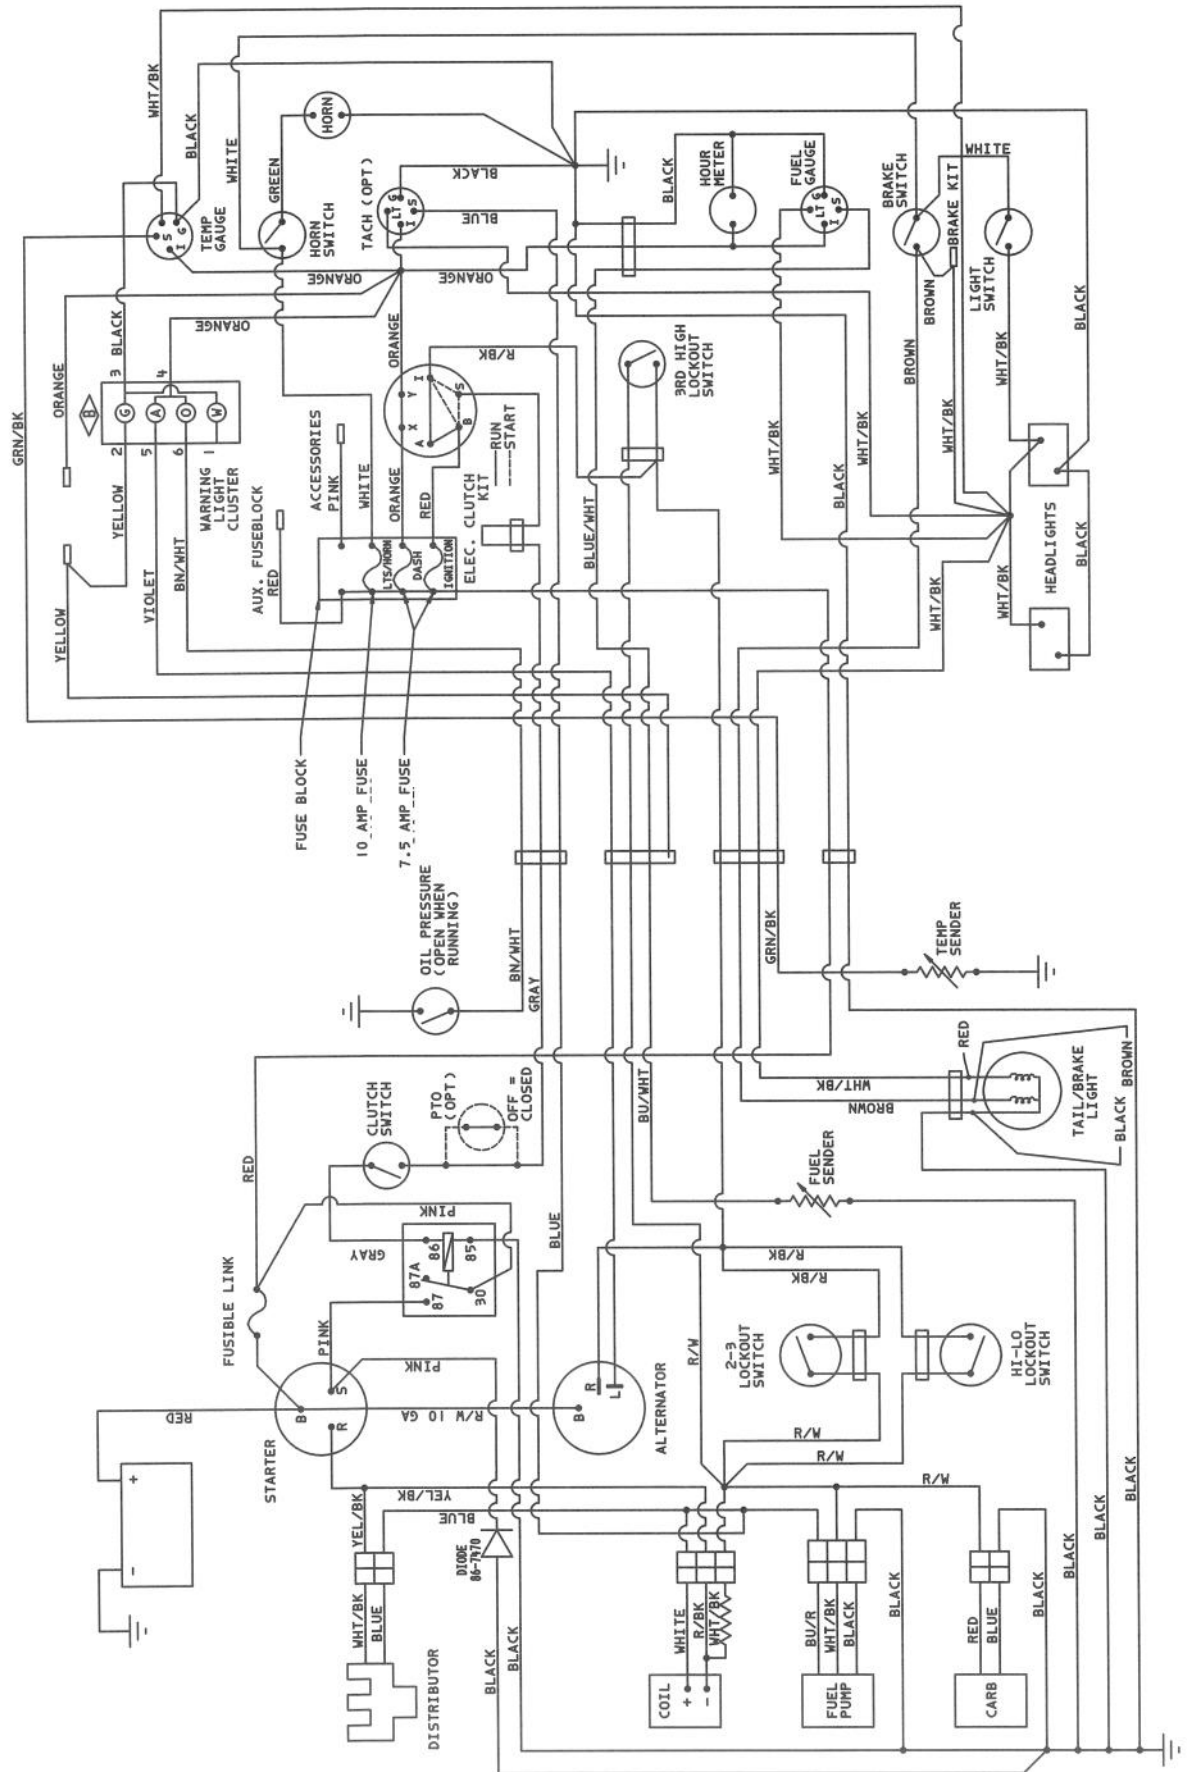 WHT/BK
BLACK
WHITE
GREEN
HORN
TEMP
GAUGE
S
I
G
HORN
SWITCH
TACH (OPT)
G
LT
S
I
BLACK
BLUE
BLACK
HOUR
METER
FUEL
GAUGE
G
LT
S
I
BRAKE
SWITCH
BRAKE KIT
WHITE
LIGHT
SWITCH
BROWN
ORANGE
ORANGE
ORANGE
GRN/BK
ORANGE
BLACK
3
4
B
G
A
O
W
2
5
6
1
WARNING
LIGHT
CLUSTER
YELLOW
VIOLET
BN/WHT
YELLOW
AUX. FUSEBLOCK
RED
ACCESSORIES
PINK
WHITE
ORANGE
ORANGE
RED
R/BK
X
Y
A
I
B
S
RUN
START
ELEC. CLUTCH
KIT
LTS/HORN
DASH
IGNITION
3RD HIGH
LOCKOUT
SWITCH
BLUE/WHT
WHT/BK
BLACK
WHT/BK
BROWN
WHT/BK
WHT/BK
BLACK
WHT/BK
WHT/BK
HEADLIGHTS
BLACK
FUSE BLOCK
10 AMP FUSE
7.5 AMP FUSE
OIL PRESSURE
(OPEN WHEN
RUNNING)
BN/WHT
GRAY
GRN/BK
TEMP
SENDER
RED
CLUTCH
SWITCH
PTO
(OPT)
OFF =
CLOSED
BU/WHT
WHT/BK
BROWN
RED
TAIL/BRAKE
LIGHT
BLACK
BROWN
FUEL
SENDER
FUSIBLE LINK
PINK
GRAY
86
85
87A
87
30
BLUE
PINK
PINK
R/BK
R/BK
R/W
2-3
LOCKOUT
SWITCH
HI-LO
LOCKOUT
SWITCH
RED
B
S
R
STARTER
R/W 10 GA
R
L
B
ALTERNATOR
R/W
R/W
R/W
+
-
YEL/BK
YEL/BK
BLUE
DIODE
86-7470
WHT/BK
BLUE
DISTRIBUTOR
BLACK
BLACK
WHITE
R/BK
WHT/BK
COIL
+
-
BU/R
WHT/BK
BLACK
FUEL
PUMP
BLACK
RED
BLUE
CARB
BLACK
BLACK
BLACK
BLACK